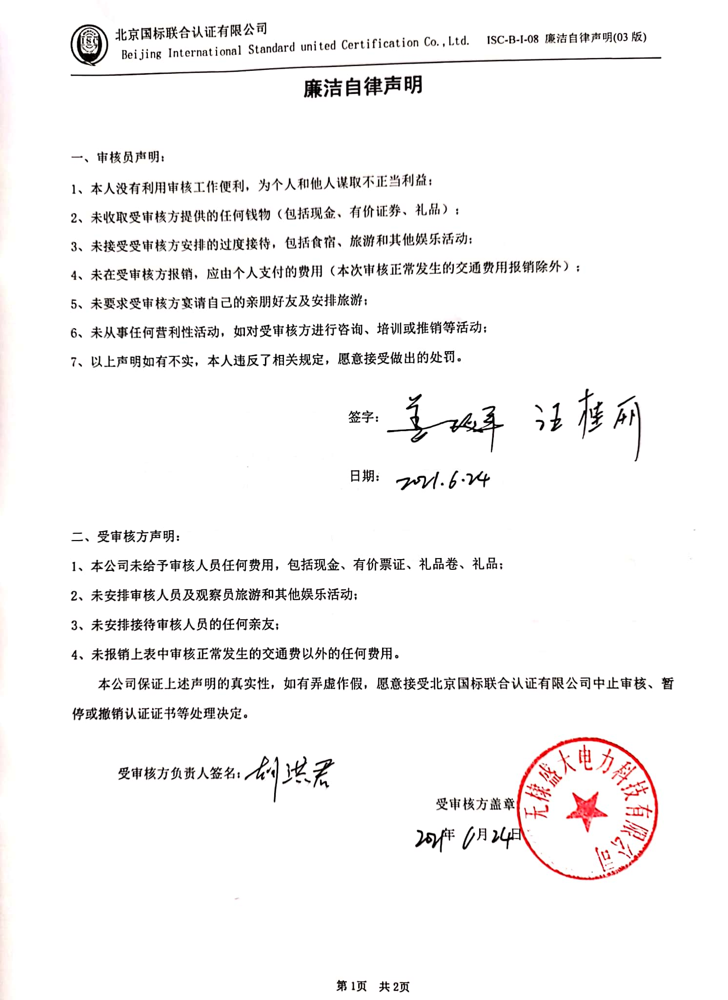 ISC
北京国标联合认证有限公司
Beijing International Standard united Certification Co.,Ltd. ISC-B-I-08 廉洁自律声明(03 版)
廉洁自律声明
一、审核员声明：
1、本人没有利用审核工作便利，为个人和他人谋取不正当利益；
2、未收取受审核方提供的任何钱物（包括现金、有价证券、礼品）；
3、未接受受审核方安排的过度接待，包括食宿、旅游和其他娱乐活动；
4、未在受审核方报销，应由个人支付的费用（本次审核正常发生的交通费用报销除外）；
5、未要求受审核方宴请自己的亲朋好友及安排旅游；
6、未从事任何营利性活动，如对受审核方进行咨询、培训或推销等活动；
7、以上声明如有不实，本人违反了相关规定，愿意接受做出的处罚。
签字： 汪桂丽
日期： 2021.6.24
二、受审核方声明：
1、本公司未给予审核人员任何费用，包括现金、有价票证、礼品卷、礼品；
2、未安排审核人员及观察员旅游和其他娱乐活动；
3、未安排接待审核人员的任何亲友；
4、未报销上表中审核正常发生的交通费以外的任何费用。
本公司保证上述声明的真实性，如有弄虚作假，愿意接受北京国标联合认证有限公司中止审核、暂
停或撤销认证证书等处理决定。
受审核方负责人签名：胡洪君
受审核方盖章
2021年 6月24日
无棣盛大电力科技有限公司
第 1页 共 2页